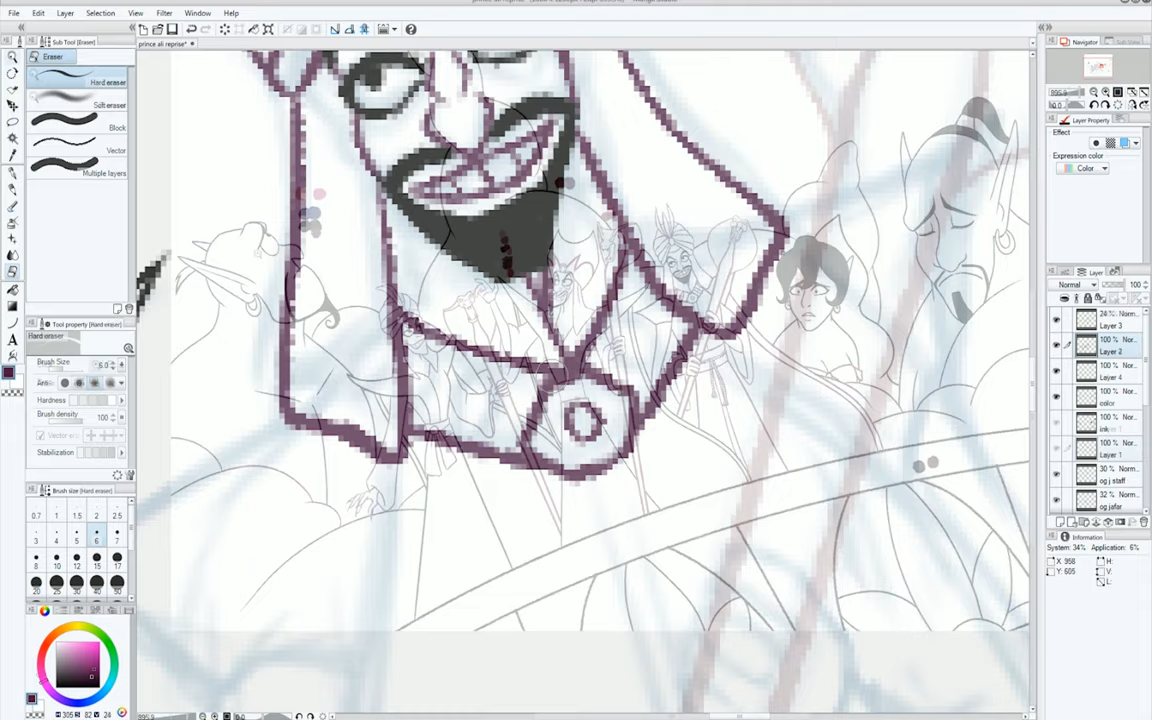 File Edit Layer Selection View Filter Window Help
Sub Tool [Eraser]
prince ali reprise*
Navigator
Eraser
Hard eraser
Soft eraser
Block
Vector
Multiple layers
Layer Property
Effect
Expression color
Color
Layer
Normal 100
Layer 3
100 % Nor
Layer 2
100 % Nor
Layer 4
100 % Nor
color
ink
100 % Nor
Layer 1
30 % Norm
og j staff
32 % Norm
og jafar
Tool property [Hard eraser]
Hard eraser
Brush Size
Hardness
Brush density 100
Stabilization
Brush size [Hard eraser]
0.7 1 1.5 2 2.5
3 4 5 6 7
8 10 12 15 17
20 25 30 40 50
Information
System: 34% Application: 6%
X 958 H:
Y: 605 V:
L:
305 S 82 V 24